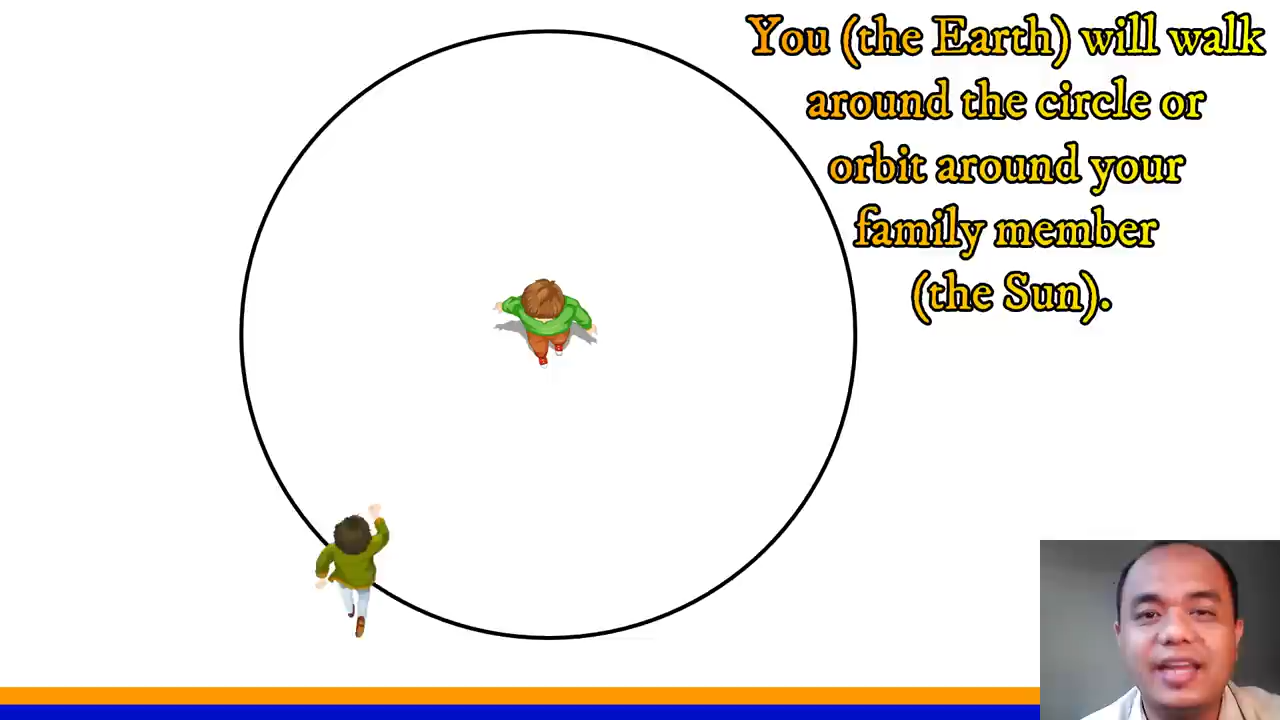 You (the Earth) will walk
around the circle or
orbit around your
family member
(the Sun).